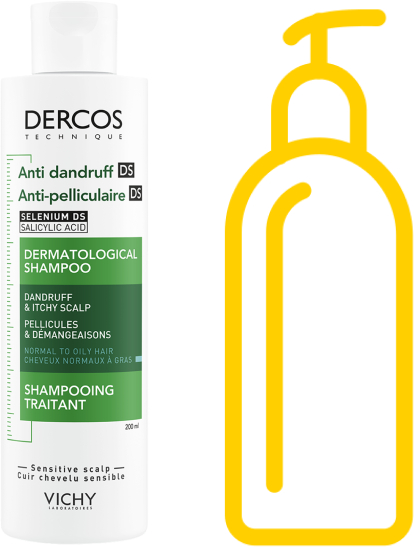 DERCOS
TECHNIQUE
Anti dandruff DS
Anti-pelliculaire DS
SELENIUM DS
SALICYLIC ACID
DERMATOLOGICAL
SHAMPOO
DANDRUFF
& ITCHY SCALP
PELLICULES
& DÉMANGEAISONS
NORMAL TO OILY HAIR
CHEVEUX NORMAUX À GRAS
SHAMPOOING
TRAITANT
200 ml
Sensitive scalp
Cuir chevelu sensible
VICHY
LABORATOIRES